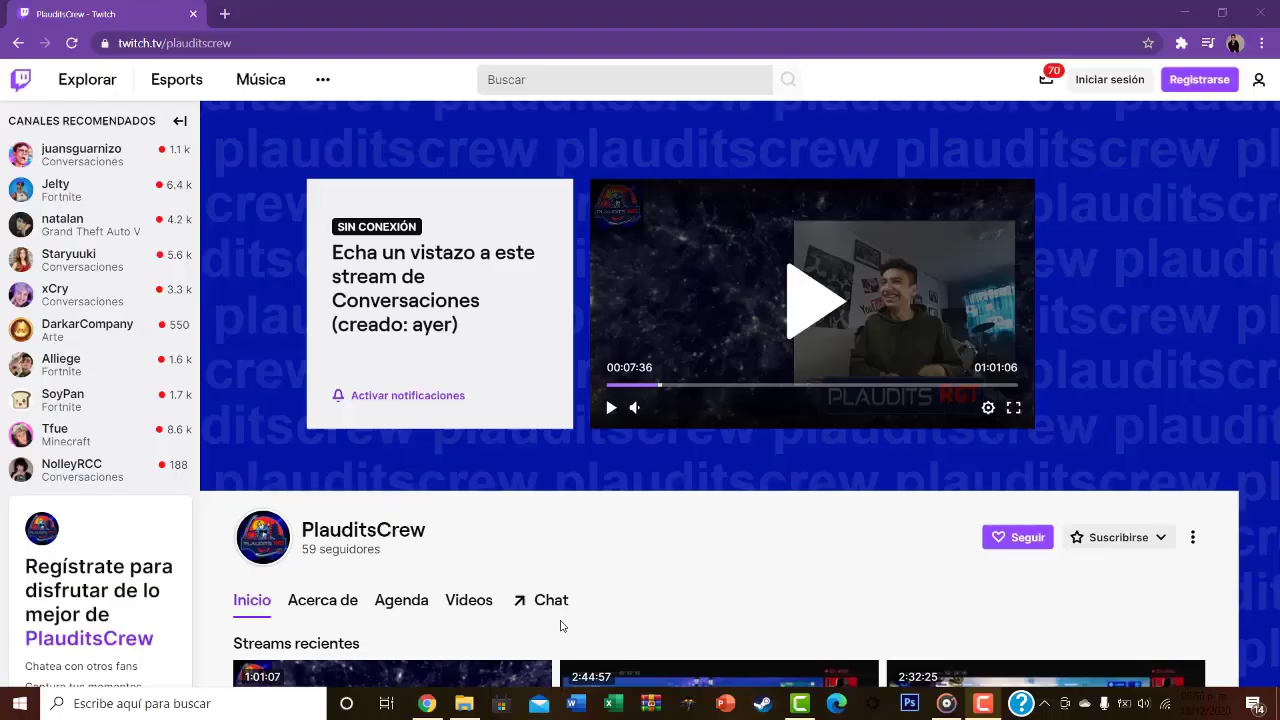 PlauditsCrew - Twitch
twitch.tv/plauditscrew
Explorar
Esports
Música
Buscar
70
Iniciar sesión
Registrarse
CANALES RECOMENDADOS
juansguarnizo
1.1 k
Conversaciones
Jelty
6.4 k
Fortnite
natalan
4.2 k
Grand Theft Auto V
Staryuuki
5.6 k
Conversaciones
xCry
3.3 k
Conversaciones
DarkarCompany
550
Arte
Alliege
1.6 k
Fortnite
SoyPan
1.7 k
Fortnite
Tfue
8.6 k
Minecraft
NolleyRCC
188
Conversaciones
Regístrate para
disfrutar de lo
mejor de
PlauditsCrew
Chatea con otros fans
plauditscrew plauditscrew plauditscrew
SIN CONEXIÓN
Echa un vistazo a este
stream de
Conversaciones
(creado: ayer)
Activar notificaciones
00:07:36
01:01:06
PLAUDITS RGT
PlauditsCrew
59 seguidores
Seguir
Suscribirse
Inicio
Acerca de
Agenda
Videos
Chat
Streams recientes
1:01:07
2:44:57
2:32:25
Escribe aquí para buscar
4